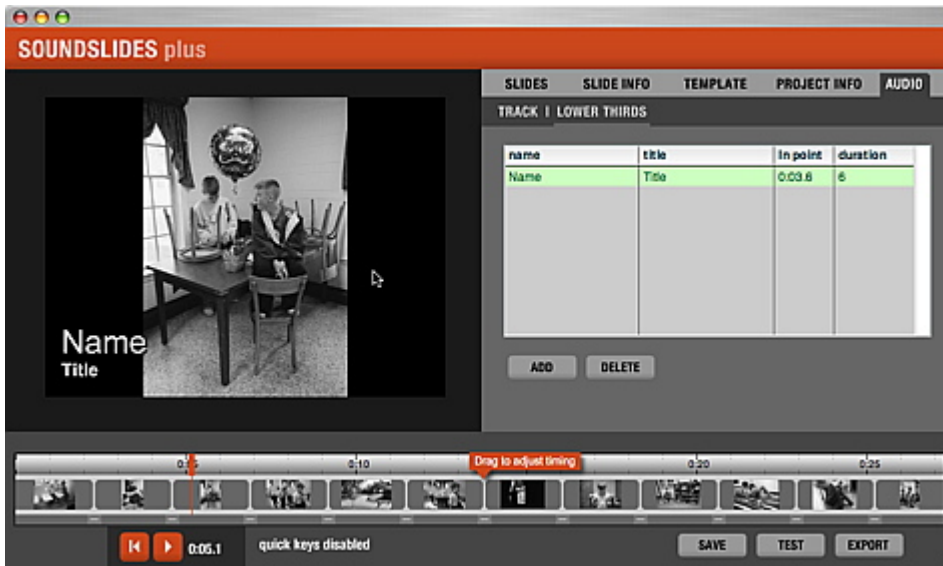 SOUNDSLIDES plus
SLIDES SLIDE INFO TEMPLATE PROJECT INFO AUDIO
TRACK | LOWER THIRDS
name title In point duration
Name Title 0:03.6 6
Name
Title
ADD DELETE
0:10 Drag to adjust timing 0:20 0:25
0:05.1 quick keys disabled SAVE TEST EXPORT